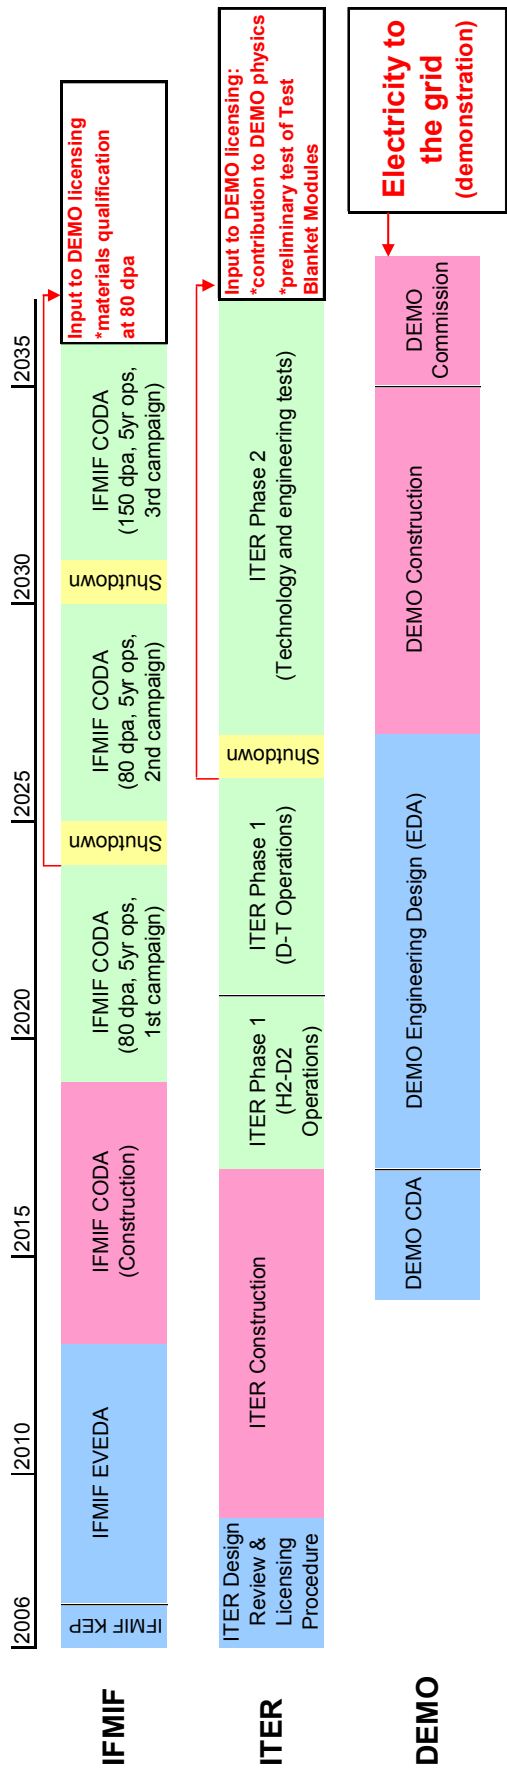 2006
2010
2015
2020
2025
2030
2035
IFMIF
IFMIF KEP
IFMIF EVEDA
IFMIF CODA
(Construction)
IFMIF CODA
(80 dpa, 5yr ops,
1st campaign)
Shutdown
IFMIF CODA
(80 dpa, 5yr ops,
2nd campaign)
Shutdown
IFMIF CODA
(150 dpa, 5yr ops,
3rd campaign)
Input to DEMO licensing
*materials qualification
at 80 dpa
ITER
ITER Design
Review &
Licensing
Procedure
ITER Construction
ITER Phase 1
(H2-D2
Operations)
ITER Phase 1
(D-T Operations)
Shutdown
ITER Phase 2
(Technology and engineering tests)
Input to DEMO licensing:
*contribution to DEMO physics
*preliminary test of Test
Blanket Modules
DEMO
DEMO CDA
DEMO Engineering Design (EDA)
DEMO Construction
DEMO
Commission
Electricity to
the grid
(demonstration)